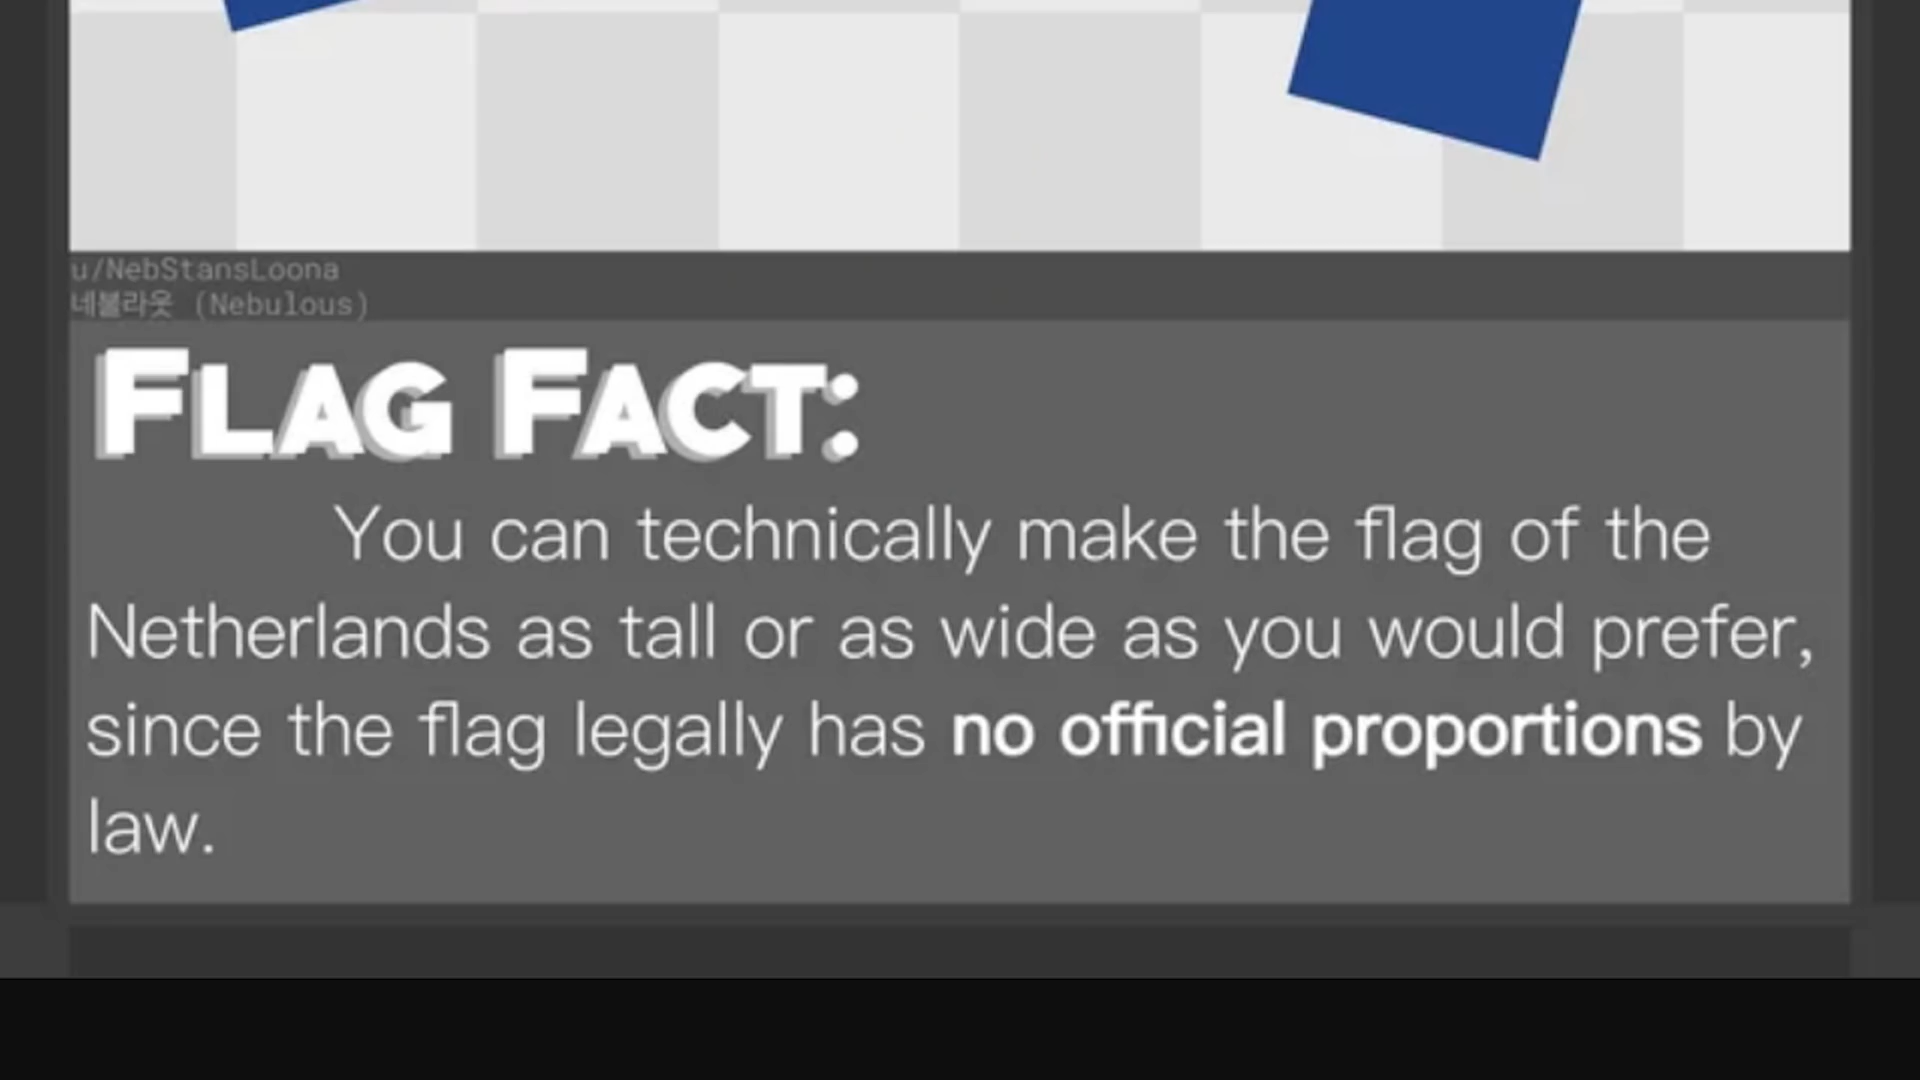 u/NebStansLoona
네불라웃 (Nebulous)
FLAG FACT:
You can technically make the flag of the
Netherlands as tall or as wide as you would prefer,
since the flag legally has no official proportions by
law.